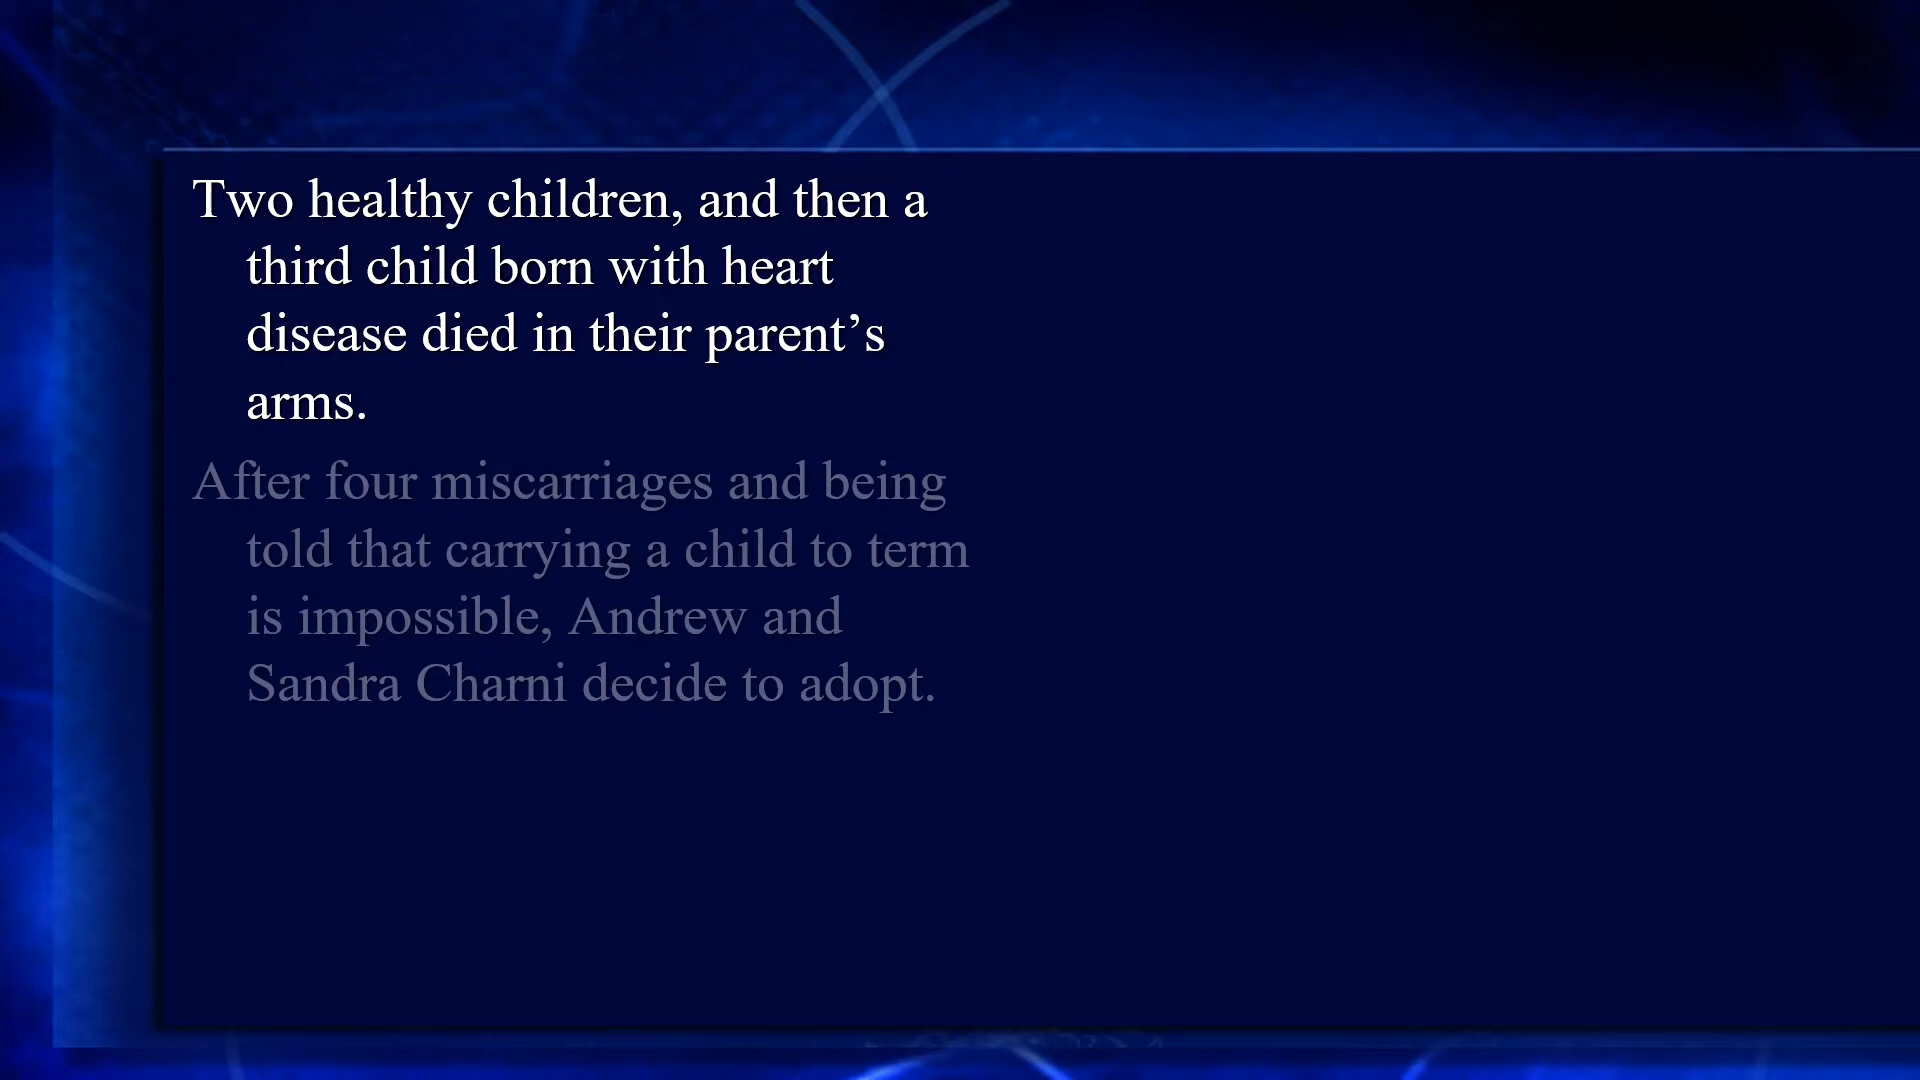 Two healthy children, and then a
third child born with heart
disease died in their parent’s
arms.
After four miscarriages and being
told that carrying a child to term
is impossible, Andrew and
Sandra Charni decide to adopt.